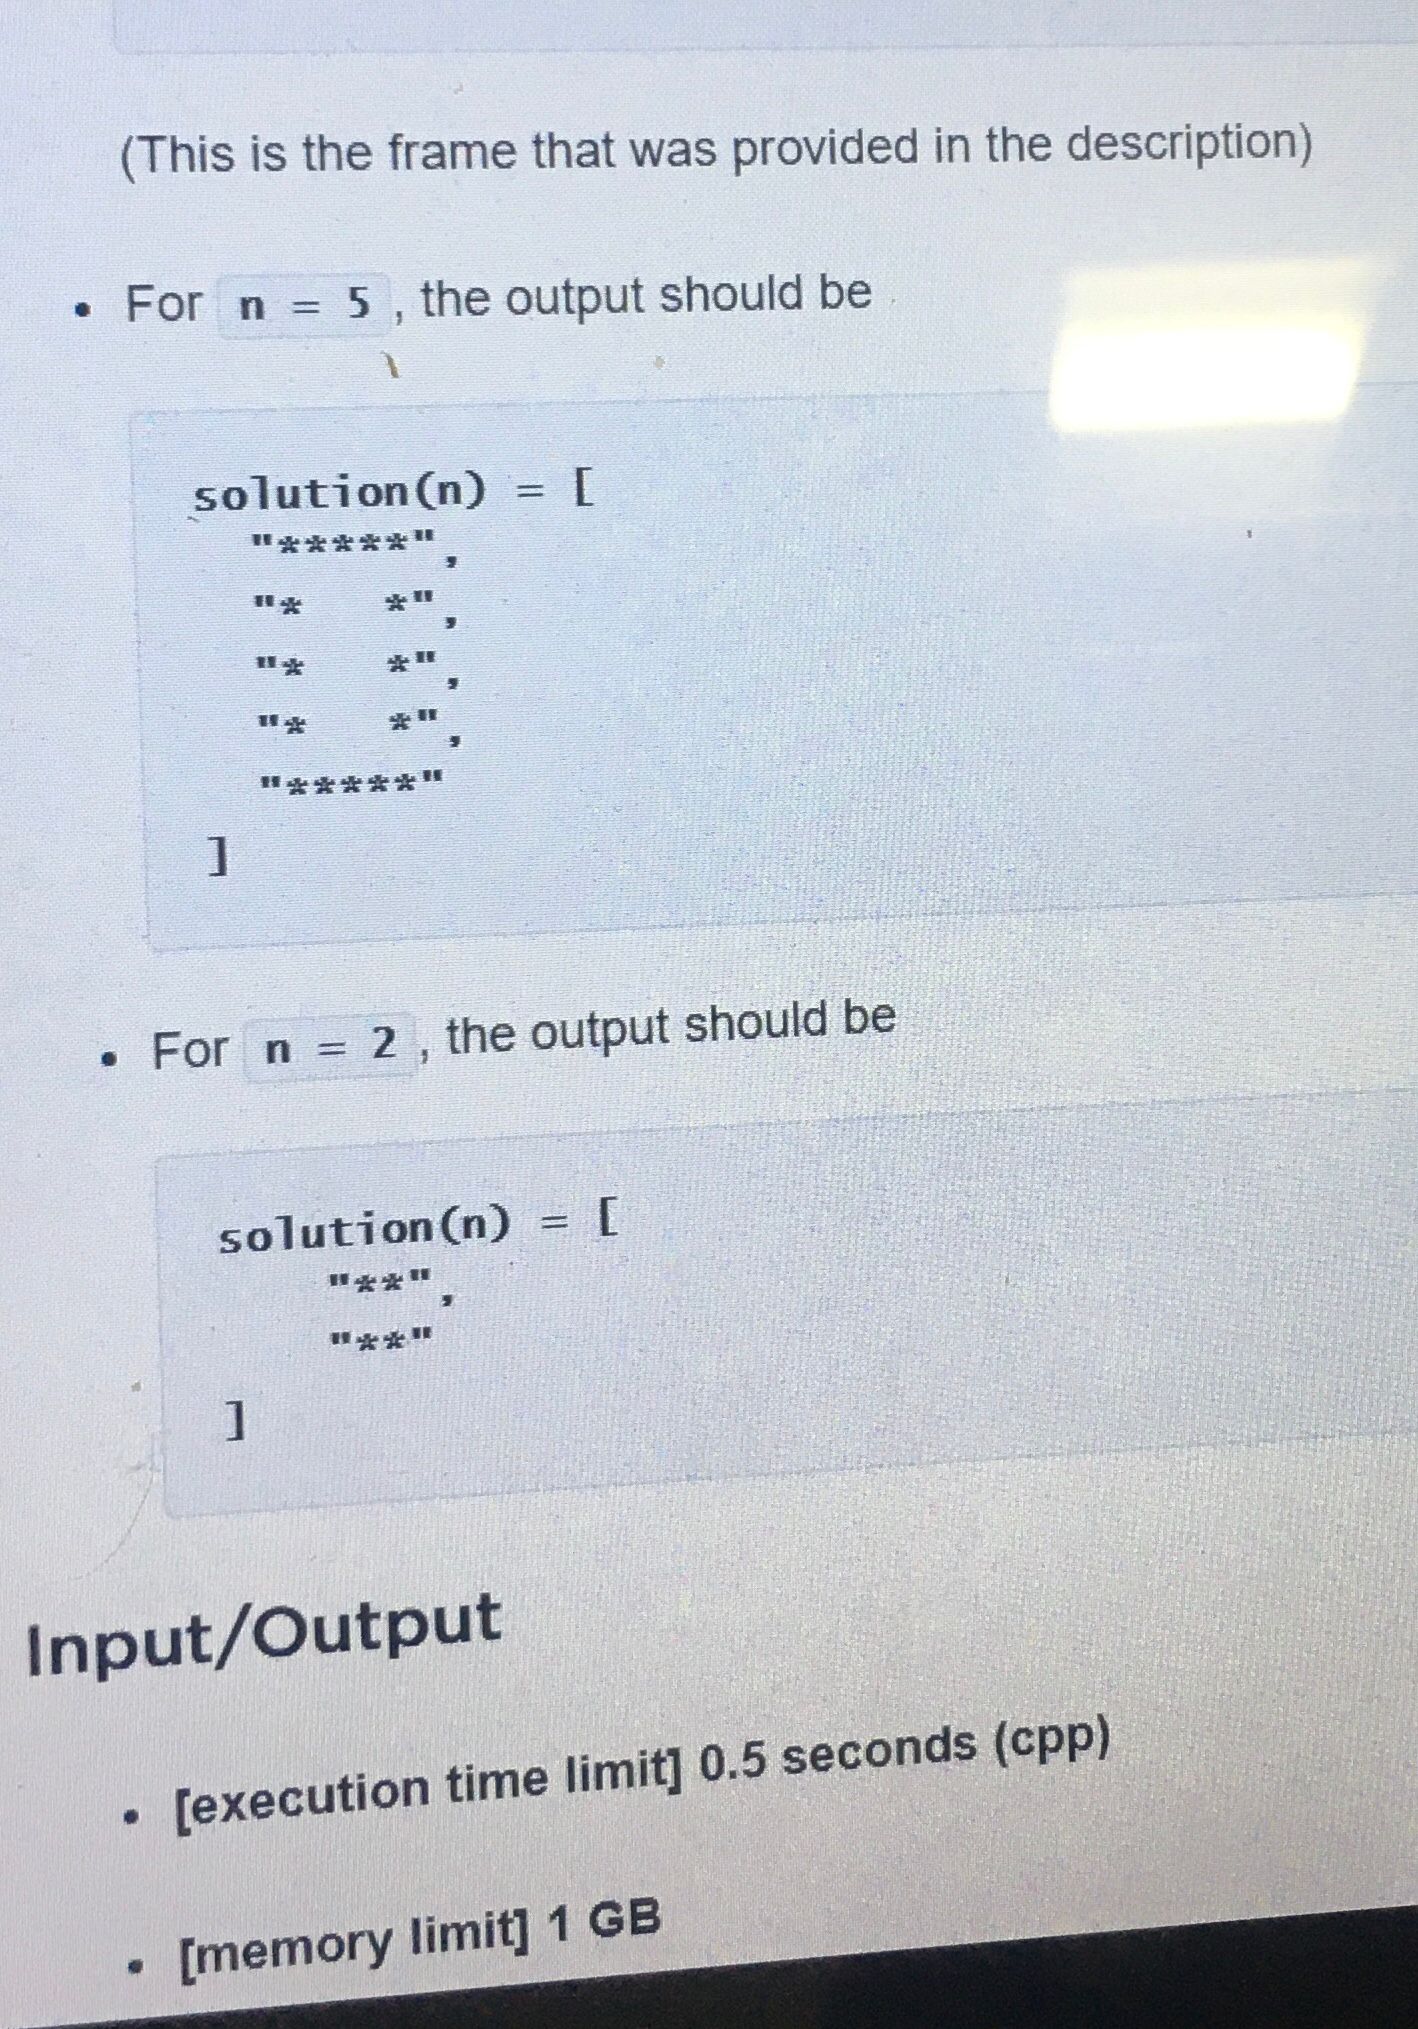 (This is the frame that was provided in the description)
• For n = 5 , the output should be
solution(n) = [
"*****",
"*   *",
"*   *",
"*   *",
"*****"
]
• For n = 2 , the output should be
solution(n) = [
"**",
"**"
]
Input/Output
• [execution time limit] 0.5 seconds (cpp)
• [memory limit] 1 GB